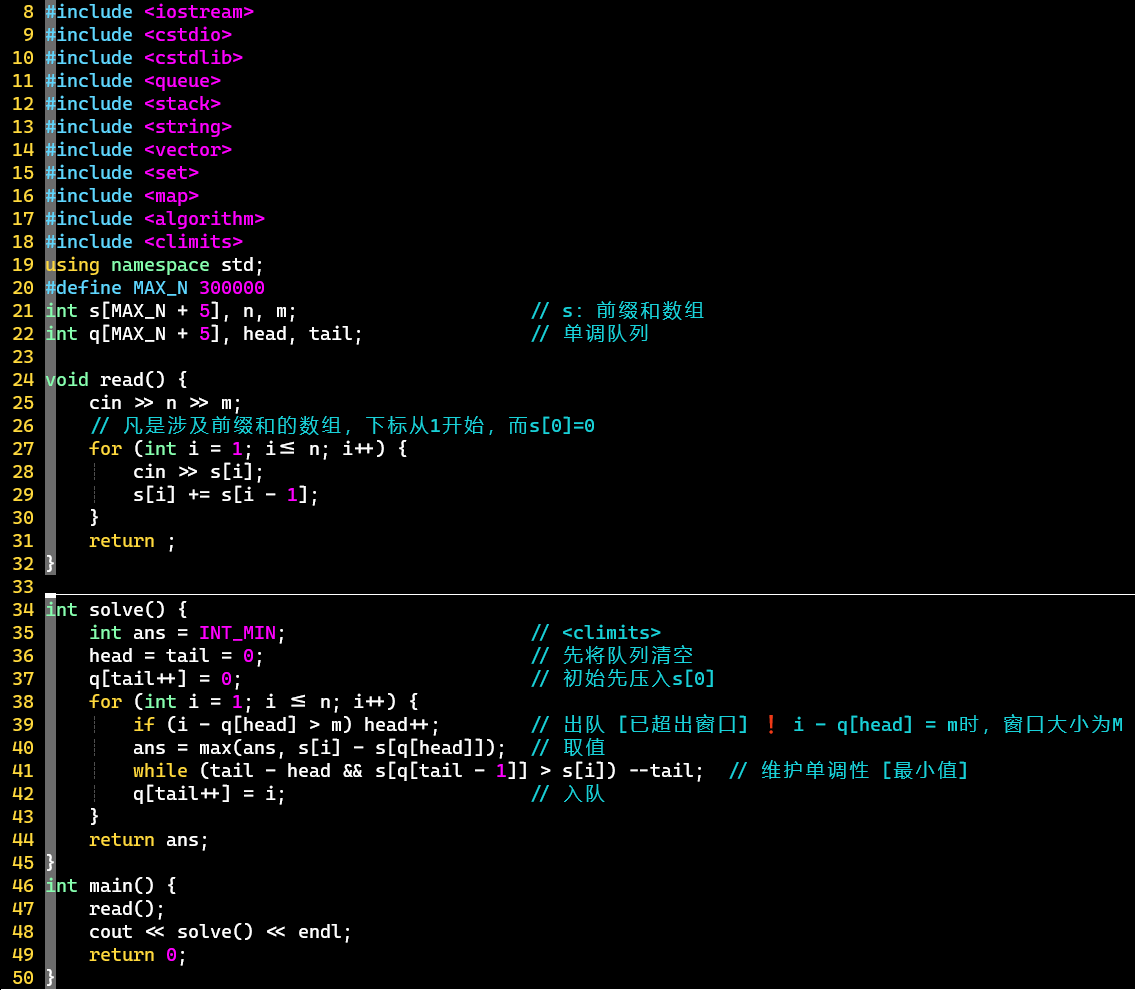 8 #include <iostream>
9 #include <cstdio>
10 #include <cstdlib>
11 #include <queue>
12 #include <stack>
13 #include <string>
14 #include <vector>
15 #include <set>
16 #include <map>
17 #include <algorithm>
18 #include <climits>
19 using namespace std;
20 #define MAX_N 300000
21 int s[MAX_N + 5], n, m; // s: 前缀和数组
22 int q[MAX_N + 5], head, tail; // 单调队列
23
24 void read() {
25 cin >> n >> m;
26 // 凡是涉及前缀和的数组，下标从1开始，而s[0]=0
27 for (int i = 1; i <= n; i++) {
28 cin >> s[i];
29 s[i] += s[i - 1];
30 }
31 return ;
32 }
33
34 int solve() {
35 int ans = INT_MIN; // <climits>
36 head = tail = 0; // 先将队列清空
37 q[tail++] = 0; // 初始先压入s[0]
38 for (int i = 1; i <= n; i++) {
39 if (i - q[head] > m) head++; // 出队 [已超出窗口] ❗ i - q[head] = m时，窗口大小为M
40 ans = max(ans, s[i] - s[q[head]]); // 取值
41 while (tail - head && s[q[tail - 1]] > s[i]) --tail; // 维护单调性 [最小值]
42 q[tail++] = i; // 入队
43 }
44 return ans;
45 }
46 int main() {
47 read();
48 cout << solve() << endl;
49 return 0;
50 }